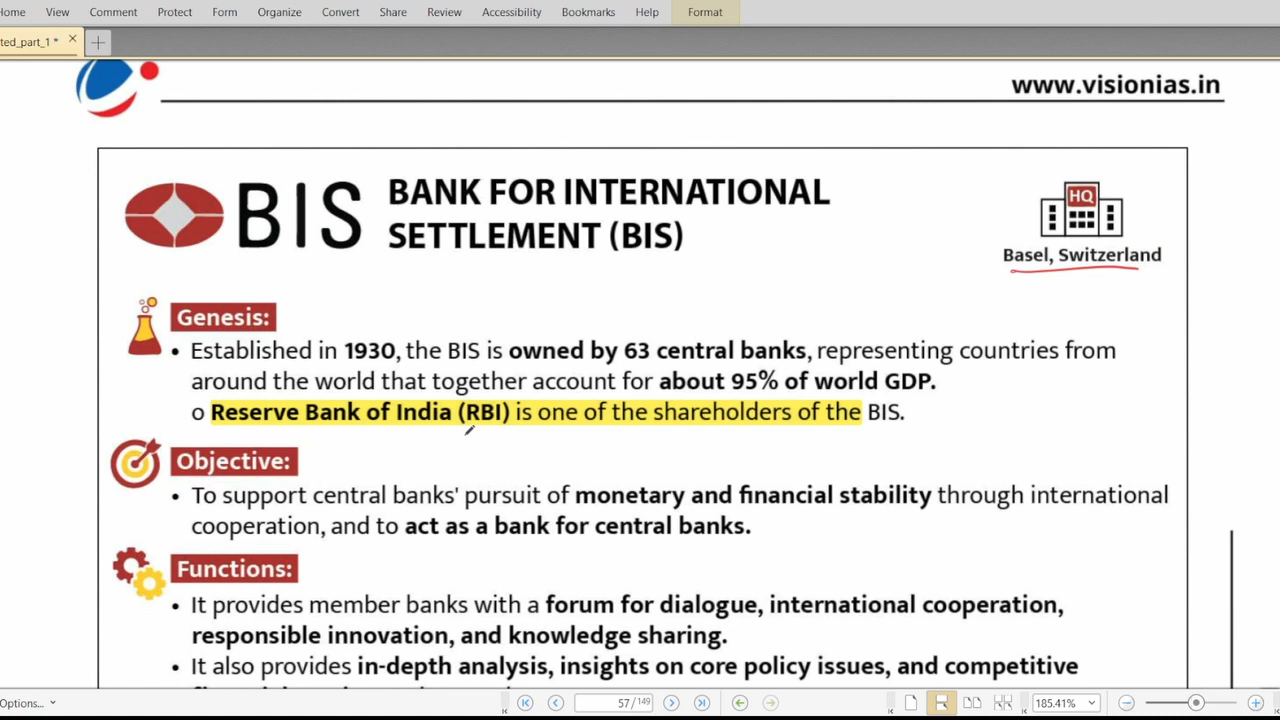 Home View Comment Protect Form Organize Convert Share Review Accessibility Bookmarks Help Format
ted_part_1 *
www.visionias.in
BIS
BANK FOR INTERNATIONAL
SETTLEMENT (BIS)
HQ
Basel, Switzerland
Genesis:
• Established in 1930, the BIS is owned by 63 central banks, representing countries from
around the world that together account for about 95% of world GDP.
o Reserve Bank of India (RBI) is one of the shareholders of the BIS.
Objective:
• To support central banks' pursuit of monetary and financial stability through international
cooperation, and to act as a bank for central banks.
Functions:
• It provides member banks with a forum for dialogue, international cooperation,
responsible innovation, and knowledge sharing.
• It also provides in-depth analysis, insights on core policy issues, and competitive
Options... 57 / 149 185.41%